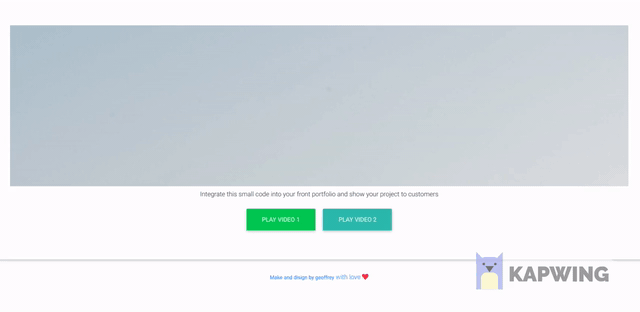 Integrate this small code into your front portfolio and show your project to customers
PLAY VIDEO 1 PLAY VIDEO 2
Make and disign by geoffrey with love
KAPWING